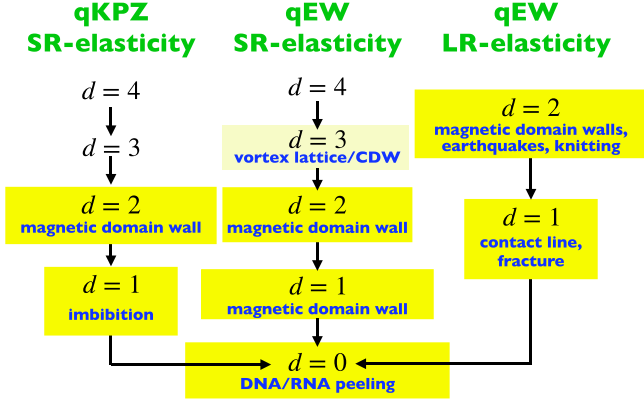 qKPZ
SR-elasticity
d = 4
d = 3
d = 2
magnetic domain wall
d = 1
imbibition
qEW
SR-elasticity
d = 4
d = 3
vortex lattice/CDW
d = 2
magnetic domain wall
d = 1
magnetic domain wall
d = 0
DNA/RNA peeling
qEW
LR-elasticity
d = 2
magnetic domain walls,
earthquakes, knitting
d = 1
contact line,
fracture